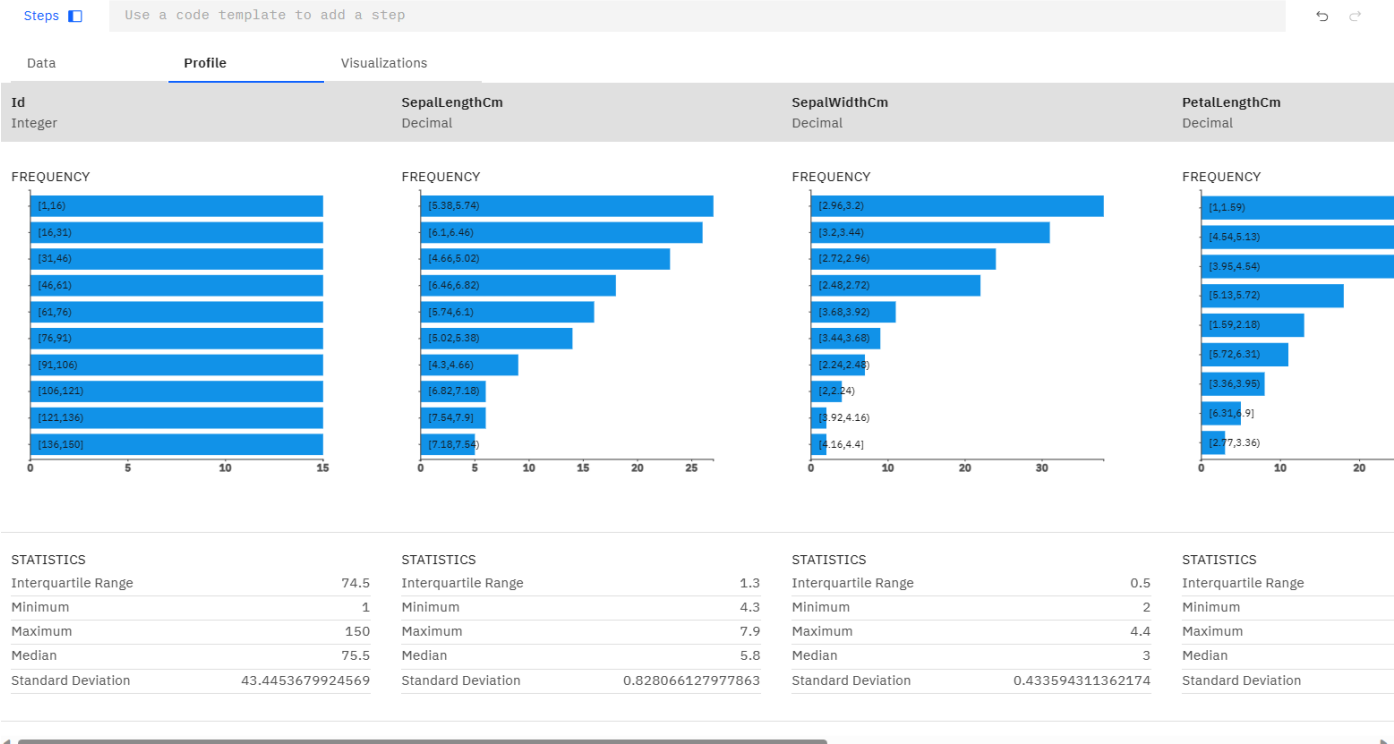 Steps
Use a code template to add a step
Data
Profile
Visualizations
Id
Integer
FREQUENCY
[1,16)
[16,31)
[31,46)
[46,61)
[61,76)
[76,91)
[91,106)
[106,121)
[121,136)
[136,150]
0 5 10 15
STATISTICS
Interquartile Range 74.5
Minimum 1
Maximum 150
Median 75.5
Standard Deviation 43.4453679924569
SepalLengthCm
Decimal
FREQUENCY
[5.38,5.74)
[6.1,6.46)
[4.66,5.02)
[6.46,6.82)
[5.74,6.1)
[5.02,5.38)
[4.3,4.66)
[6.82,7.18)
[7.54,7.9]
[7.18,7.54)
0 5 10 15 20 25
STATISTICS
Interquartile Range 1.3
Minimum 4.3
Maximum 7.9
Median 5.8
Standard Deviation 0.828066127977863
SepalWidthCm
Decimal
FREQUENCY
[2.96,3.2)
[3.2,3.44)
[2.72,2.96)
[2.48,2.72)
[3.68,3.92)
[3.44,3.68)
[2.24,2.48)
[2,2.24)
[3.92,4.16)
[4.16,4.4]
0 10 20 30
STATISTICS
Interquartile Range 0.5
Minimum 2
Maximum 4.4
Median 3
Standard Deviation 0.433594311362174
PetalLengthCm
Decimal
FREQUENCY
[1,1.59)
[4.54,5.13)
[3.95,4.54)
[5.13,5.72)
[1.59,2.18)
[5.72,6.31)
[3.36,3.95)
[6.31,6.9]
[2.77,3.36)
0 10 20
STATISTICS
Interquartile Range
Minimum
Maximum
Median
Standard Deviation